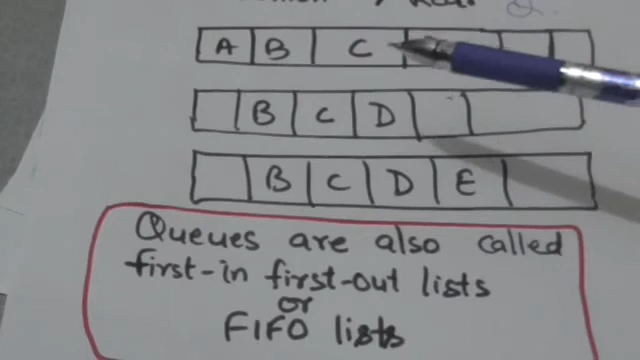 A B C
B C D
B C D E
Queues are also called
first-in first-out lists
or
FIFO lists